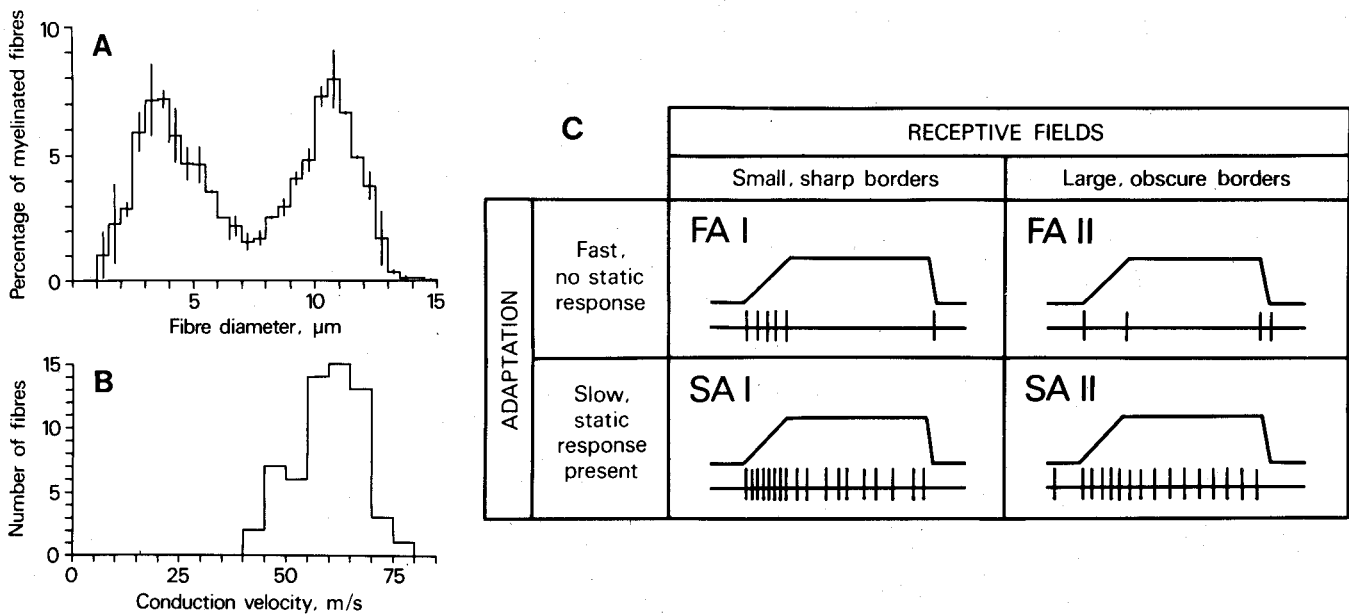 A
Percentage of myelinated fibres
10
5
0
5
10
15
Fibre diameter, µm
B
Number of fibres
15
10
5
0
0
25
50
75
Conduction velocity, m/s
C
RECEPTIVE FIELDS
Small, sharp borders
Large, obscure borders
ADAPTATION
Fast,
no static
response
FA I
FA II
Slow,
static
response
present
SA I
SA II